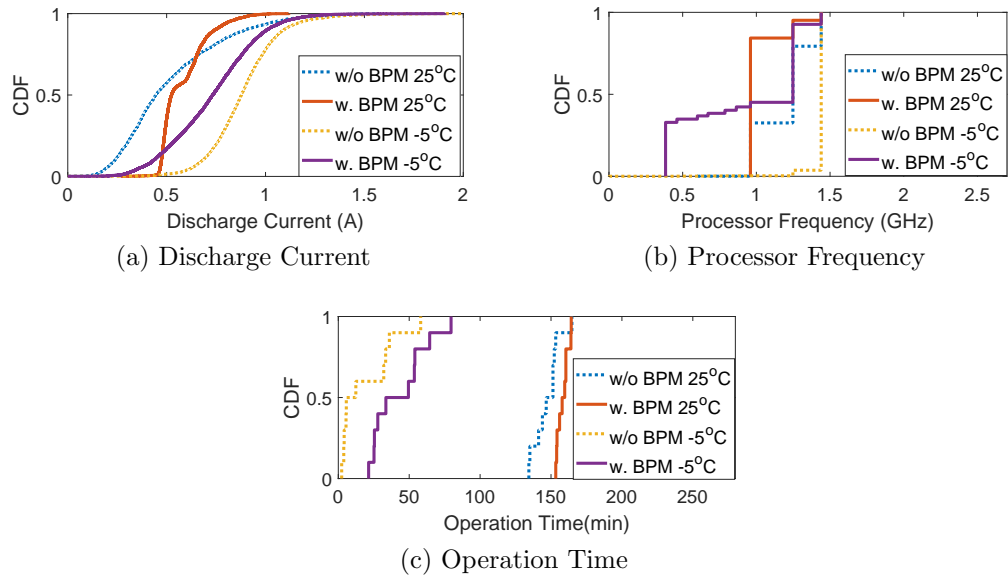 1
0.5
0
CDF
w/o BPM 25°C
w. BPM 25°C
w/o BPM -5°C
w. BPM -5°C
0 0.5 1 1.5 2
Discharge Current (A)
(a) Discharge Current
1
0.5
0
CDF
w/o BPM 25°C
w. BPM 25°C
w/o BPM -5°C
w. BPM -5°C
0 0.5 1 1.5 2 2.5
Processor Frequency (GHz)
(b) Processor Frequency
1
0.5
0
CDF
w/o BPM 25°C
w. BPM 25°C
w/o BPM -5°C
w. BPM -5°C
0 50 100 150 200 250
Operation Time(min)
(c) Operation Time